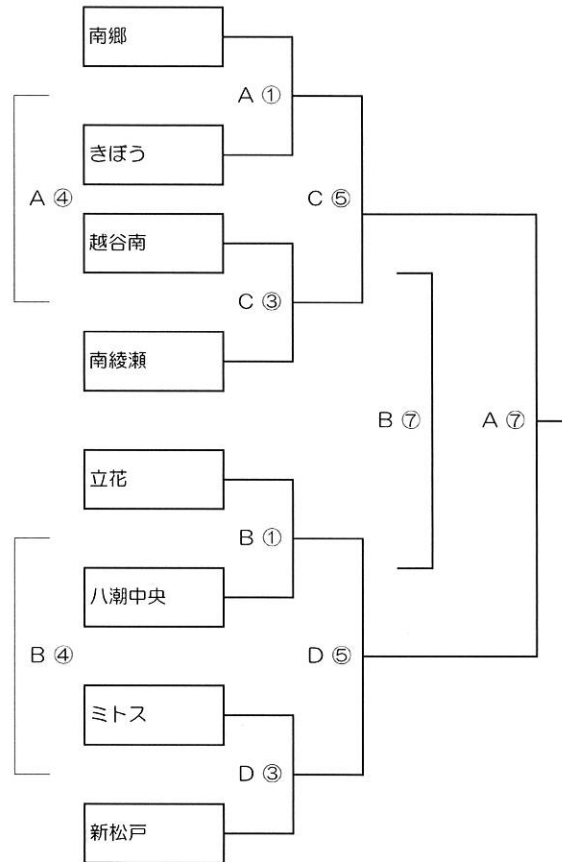 南郷
A ①
きぼう
A ④
C ⑤
越谷南
C ③
南綾瀬
B ⑦
A ⑦
立花
B ①
八潮中央
B ④
D ⑤
ミトス
D ③
新松戸